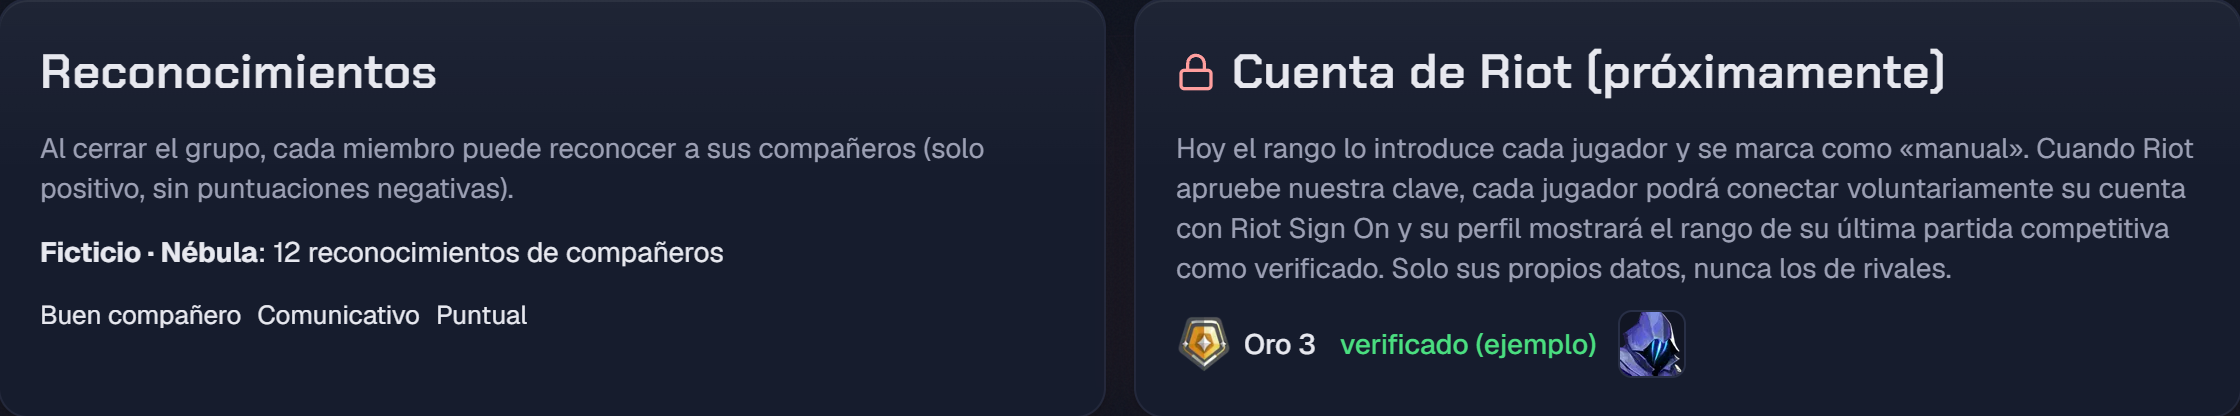 Reconocimientos
Al cerrar el grupo, cada miembro puede reconocer a sus compañeros (solo
positivo, sin puntuaciones negativas).
Ficticio · Nébula: 12 reconocimientos de compañeros
Buen compañero Comunicativo Puntual
Cuenta de Riot (próximamente)
Hoy el rango lo introduce cada jugador y se marca como «manual». Cuando Riot
apruebe nuestra clave, cada jugador podrá conectar voluntariamente su cuenta
con Riot Sign On y su perfil mostrará el rango de su última partida competitiva
como verificado. Solo sus propios datos, nunca los de rivales.
Oro 3 verificado (ejemplo)